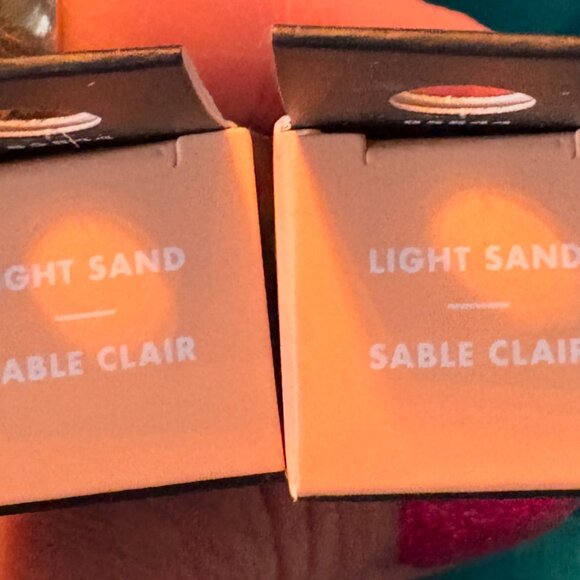 IGHT SAND
ABLE CLAIR
LIGHT SAND
SABLE CLAIR